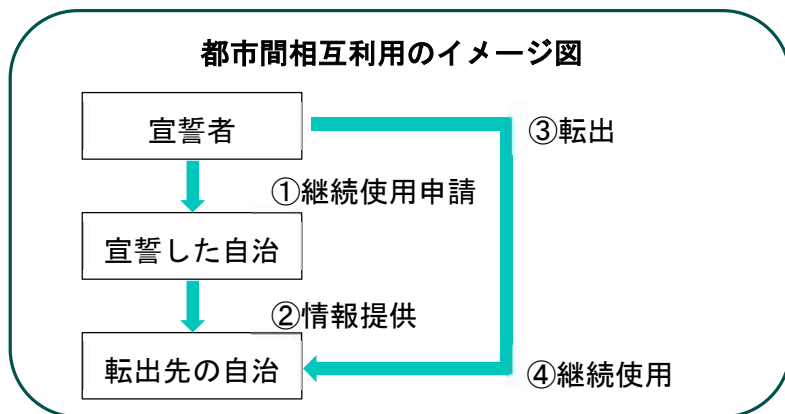 都市間相互利用のイメージ図
宣誓者
③転出
①継続使用申請
宣誓した自治
②情報提供
転出先の自治
④継続使用